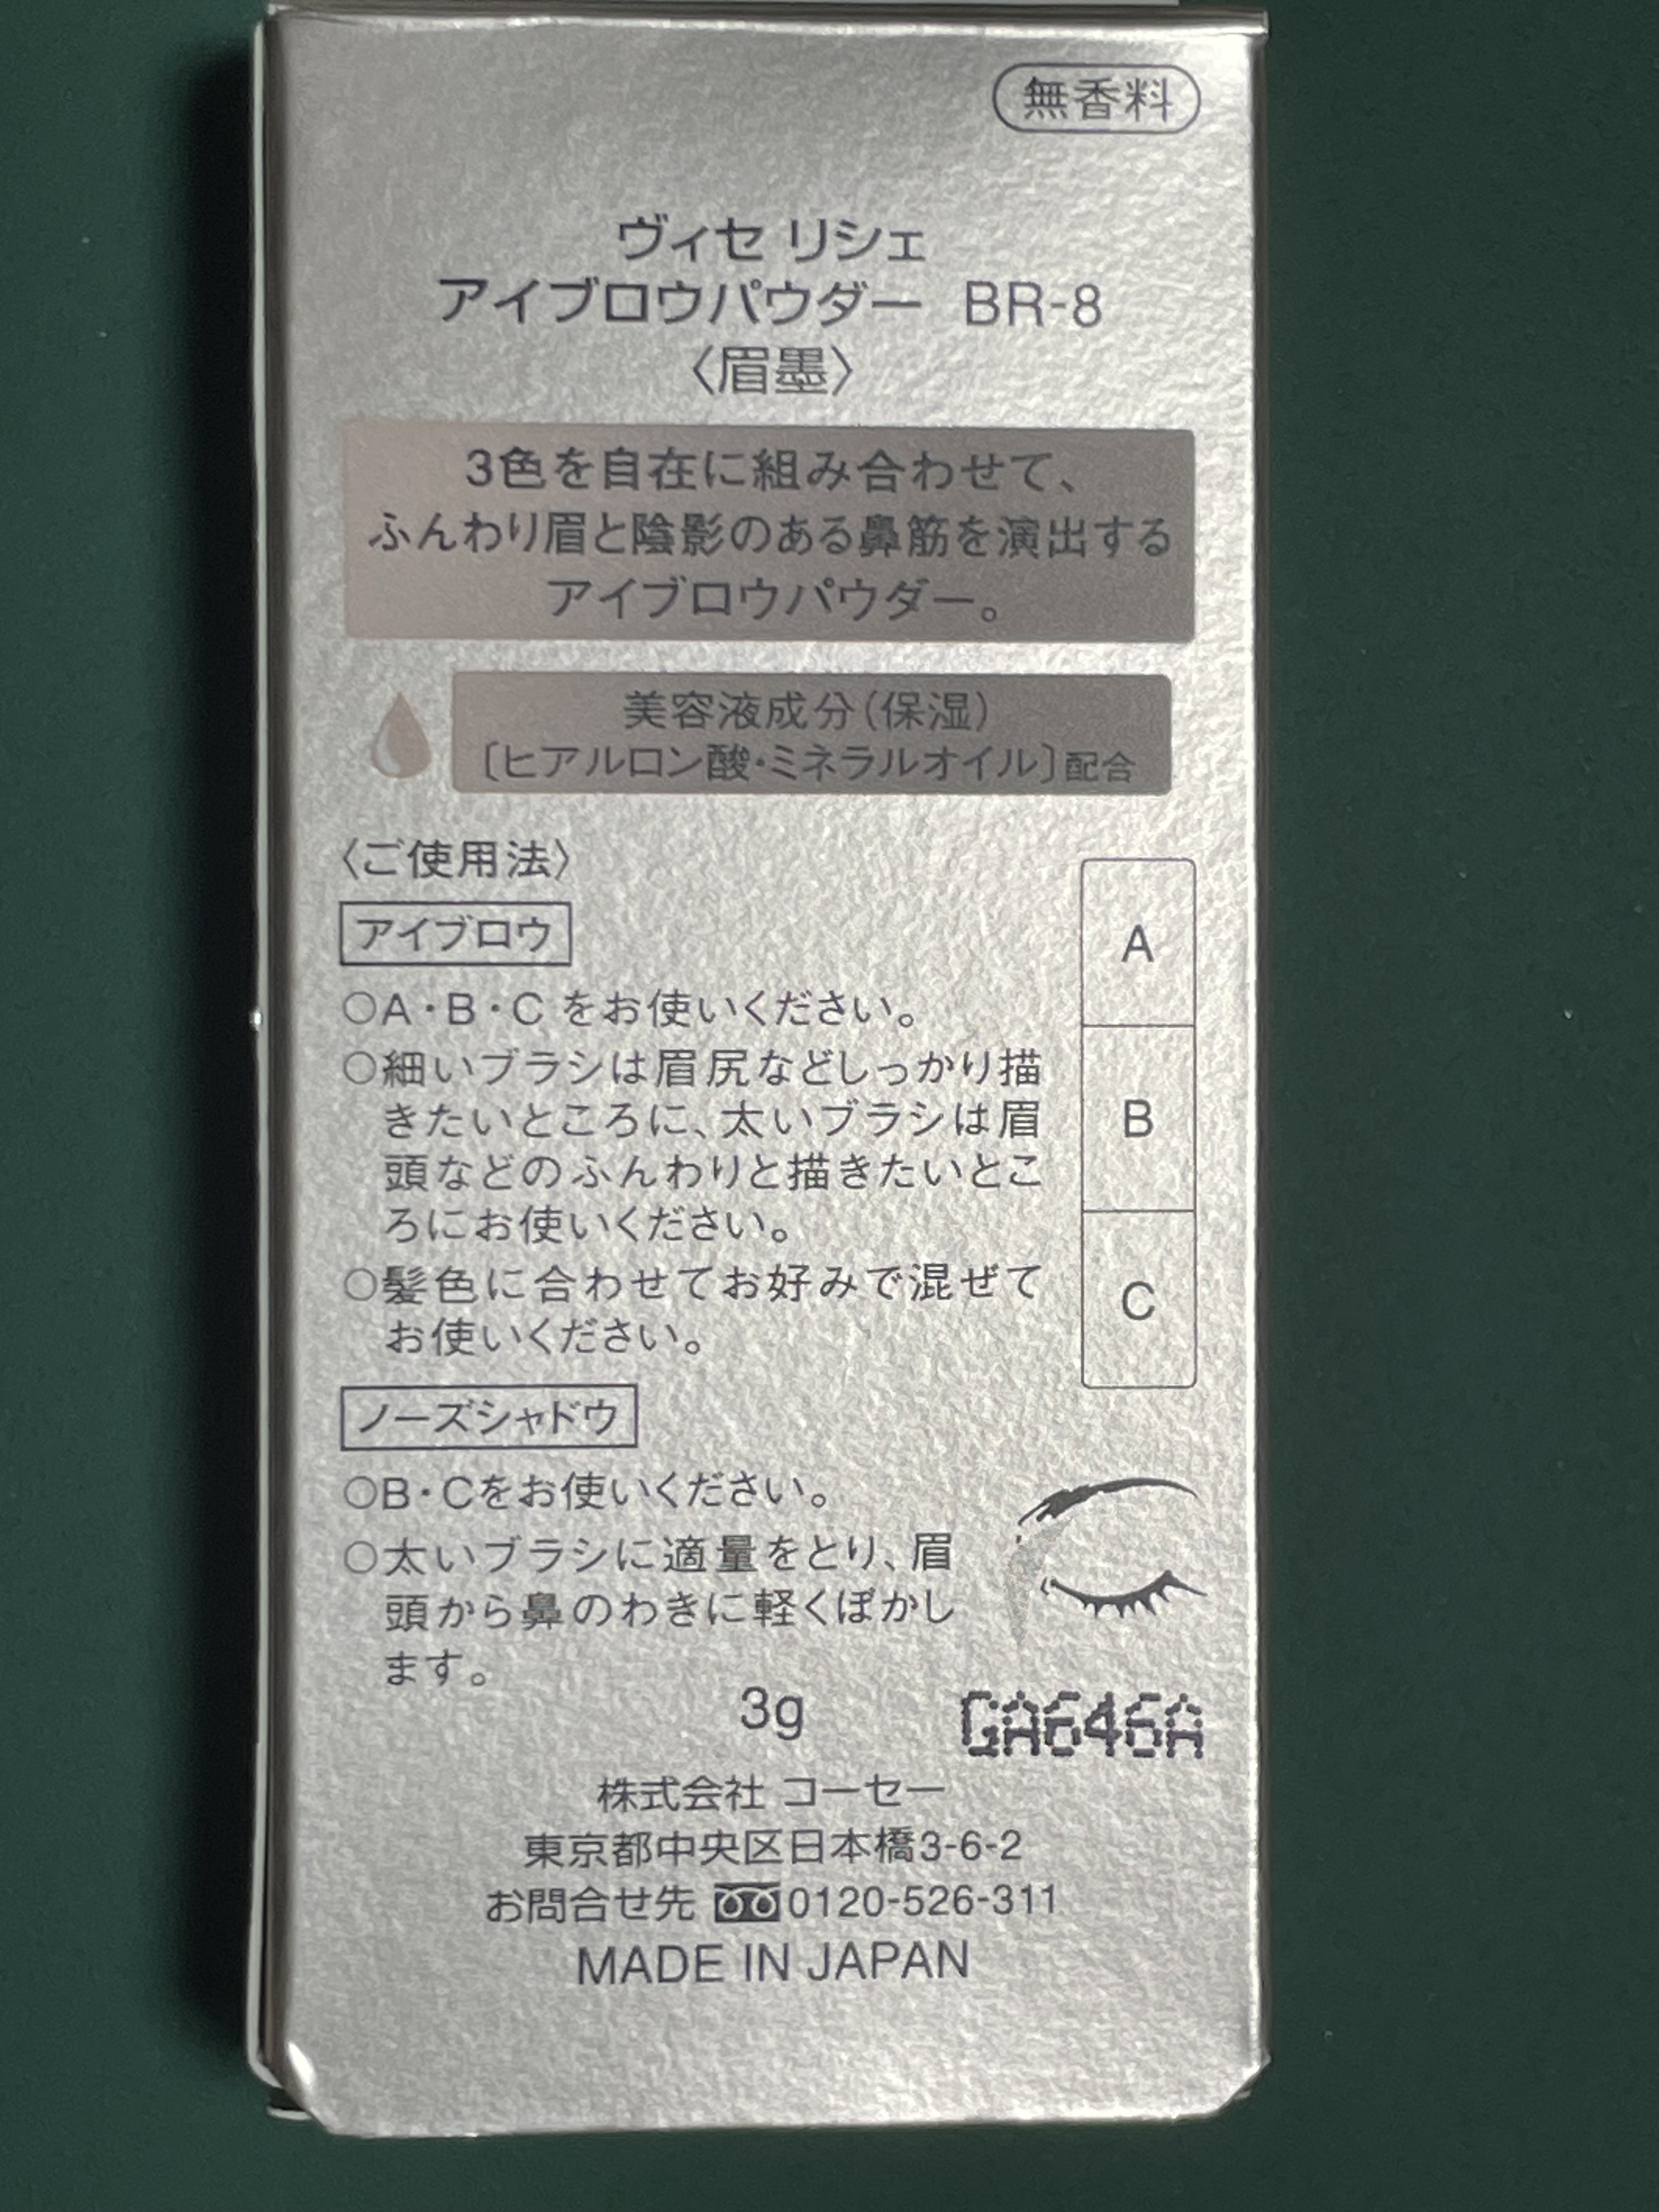 無香料
ヴィセ リシェ
アイブロウパウダー BR-8
〈眉墨〉
3色を自在に組み合わせて、
ふんわり眉と陰影のある鼻筋を演出する
アイブロウパウダー。
美容液成分(保湿)
〔ヒアルロン酸・ミネラルオイル〕配合
〈ご使用法〉
アイブロウ
○A・B・C をお使いください。
○細いブラシは眉尻などしっかり描
きたいところに、太いブラシは眉
頭などのふんわりと描きたいとこ
ろにお使いください。
○髪色に合わせてお好みで混ぜて
お使いください。
A
B
C
ノーズシャドウ
○B・Cをお使いください。
○太いブラシに適量をとり、眉
頭から鼻のわきに軽くぼかし
ます。
3g
GA646A
株式会社 コーセー
東京都中央区日本橋3-6-2
お問合せ先 0120-526-311
MADE IN JAPAN